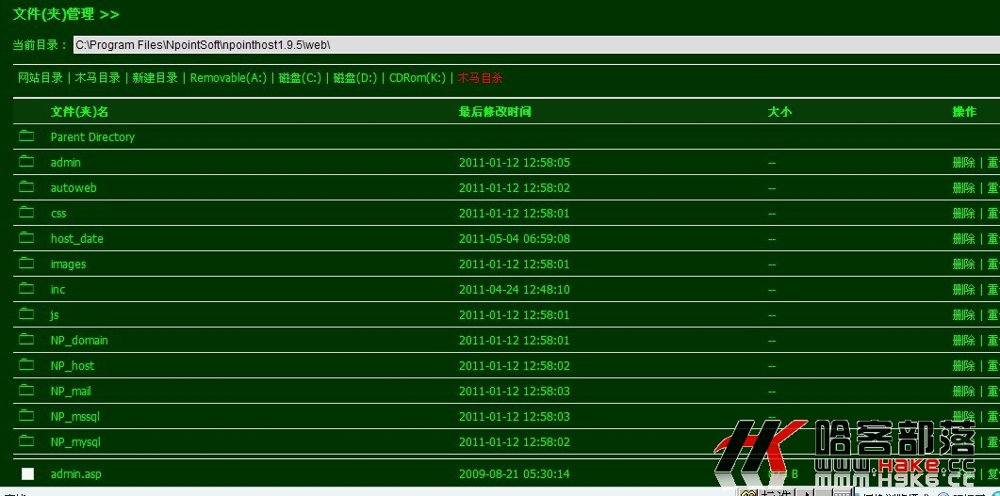 文件(夹)管理 >>
当前目录： C:\Program Files\NpointSoft\npointhost1.9.5\web\
网站目录 | 木马目录 | 新建目录 | Removable(A:) | 磁盘(C:) | 磁盘(D:) | CDRom(K:) | 木马自杀
文件(夹)名 最后修改时间 大小 操作
Parent Directory
admin 2011-01-12 12:58:05 -- 删除 | 重
autoweb 2011-01-12 12:58:02 -- 删除 | 重
css 2011-01-12 12:58:01 -- 删除 | 重
host_date 2011-05-04 06:59:08 -- 删除 | 重
images 2011-01-12 12:58:01 -- 删除 | 重
inc 2011-04-24 12:48:10 -- 删除 | 重
js 2011-01-12 12:58:01 -- 删除 | 重
NP_domain 2011-01-12 12:58:01 -- 删除 | 重
NP_host 2011-01-12 12:58:02 -- 删除 | 重
NP_mail 2011-01-12 12:58:03 -- 删除 | 重
NP_mssql 2011-01-12 12:58:03 -- 删除 | 重
NP_mysql 2011-01-12 12:58:02 --
admin.asp 2009-08-21 05:30:14 B
HK 哈客部落
www.Hake.cc